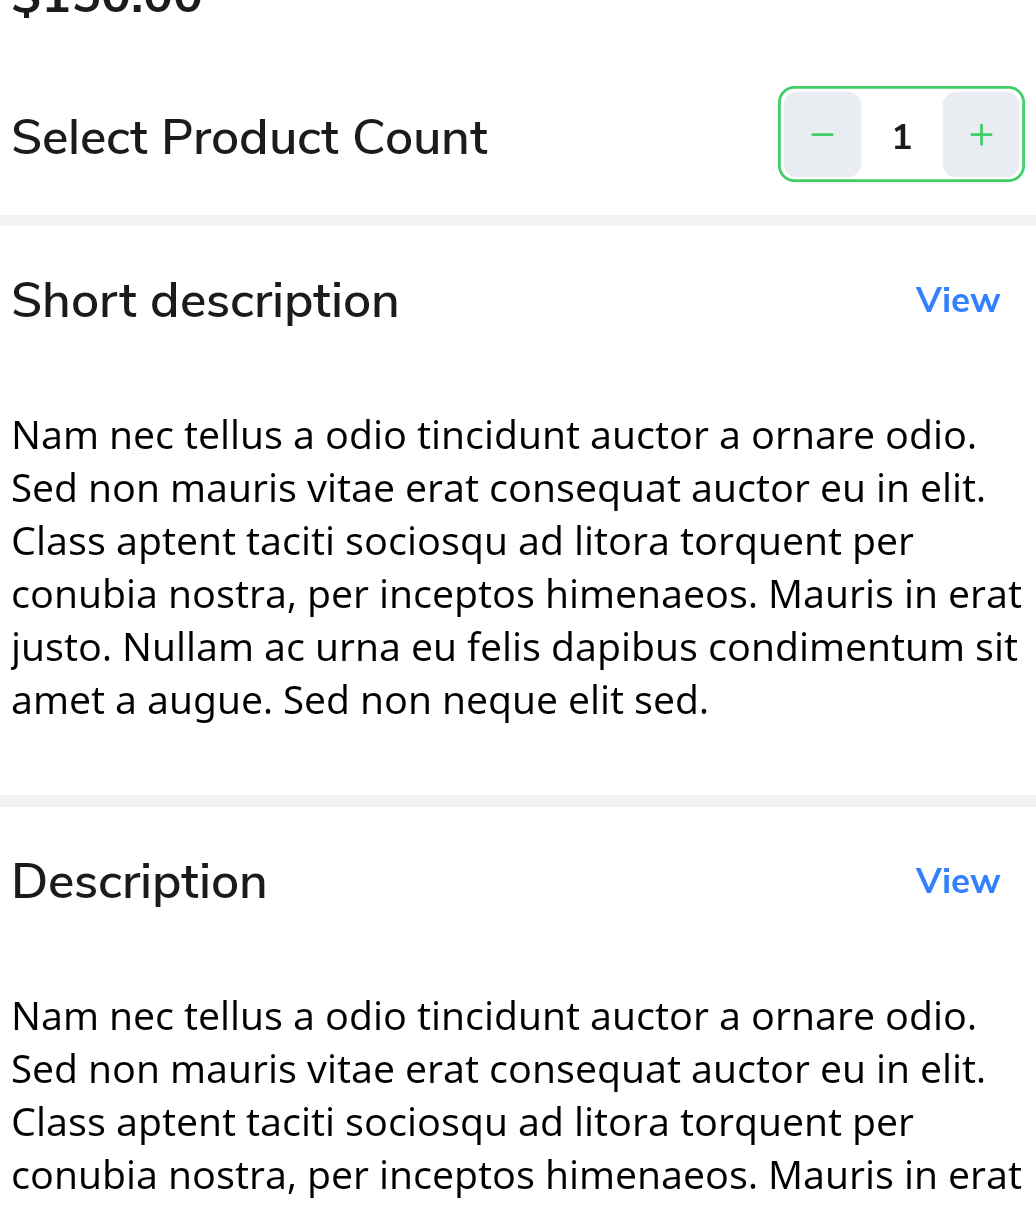 Select Product Count
− 1 +
Short description
View
Nam nec tellus a odio tincidunt auctor a ornare odio.
Sed non mauris vitae erat consequat auctor eu in elit.
Class aptent taciti sociosqu ad litora torquent per
conubia nostra, per inceptos himenaeos. Mauris in erat
justo. Nullam ac urna eu felis dapibus condimentum sit
amet a augue. Sed non neque elit sed.
Description
View
Nam nec tellus a odio tincidunt auctor a ornare odio.
Sed non mauris vitae erat consequat auctor eu in elit.
Class aptent taciti sociosqu ad litora torquent per
conubia nostra, per inceptos himenaeos. Mauris in erat